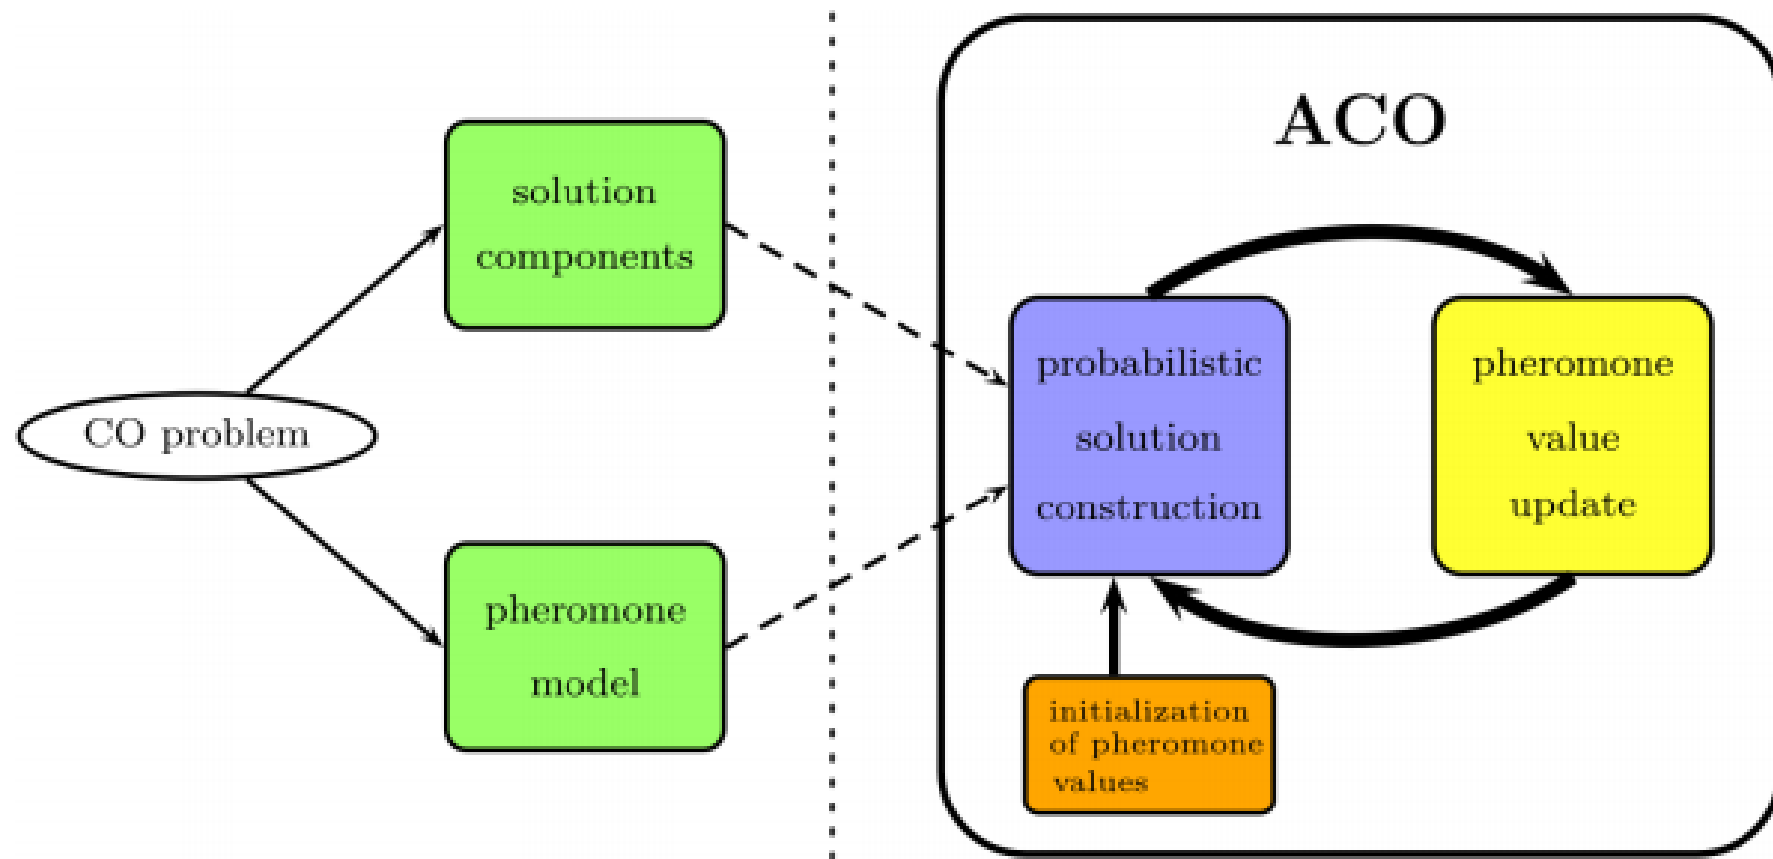 ACO
solution
components
CO problem
pheromone
model
probabilistic
solution
construction
pheromone
value
update
initialization
of pheromone
values